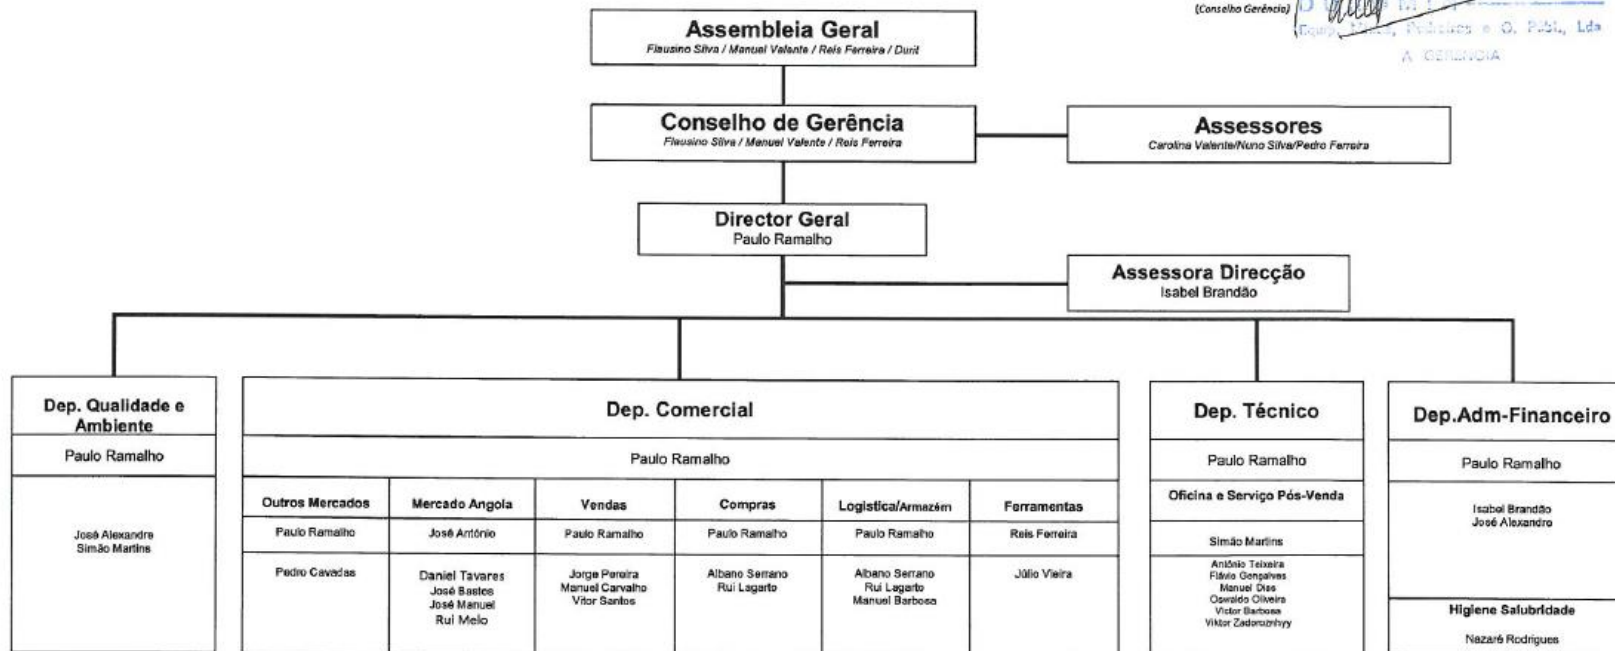 (Conselho Gerência)
A GERENCIA
Assembleia Geral
Flausino Silva / Manuel Valente / Reis Ferreira / Durit
Conselho de Gerência
Flausino Silva / Manuel Valente / Reis Ferreira
Assessores
Carolina Valente/Nuno Silva/Pedro Ferreira
Director Geral
Paulo Ramalho
Assessora Direcção
Isabel Brandão
Dep. Qualidade e
Ambiente
Paulo Ramalho
José Alexandre
Simão Martins
Dep. Comercial
Paulo Ramalho
Outros Mercados
Paulo Ramalho
Pedro Cavadas
Mercado Angola
José António
Daniel Tavares
José Bastos
José Manuel
Rui Melo
Vendas
Paulo Ramalho
Jorge Pereira
Manuel Carvalho
Vitor Santos
Compras
Paulo Ramalho
Albano Serrano
Rui Lagarto
Logistica/Armazém
Paulo Ramalho
Albano Serrano
Rui Lagarto
Manuel Barbosa
Ferramentas
Reis Ferreira
Júlio Vieira
Dep. Técnico
Paulo Ramalho
Oficina e Serviço Pós-Venda
Simão Martins
António Teixeira
Flávio Gonçalves
Manuel Dias
Oswaldo Oliveira
Victor Barbosa
Viktor Zadoroznhyy
Dep.Adm-Financeiro
Paulo Ramalho
Isabel Brandão
José Alexandre
Higiene Salubridade
Nazaré Rodrigues